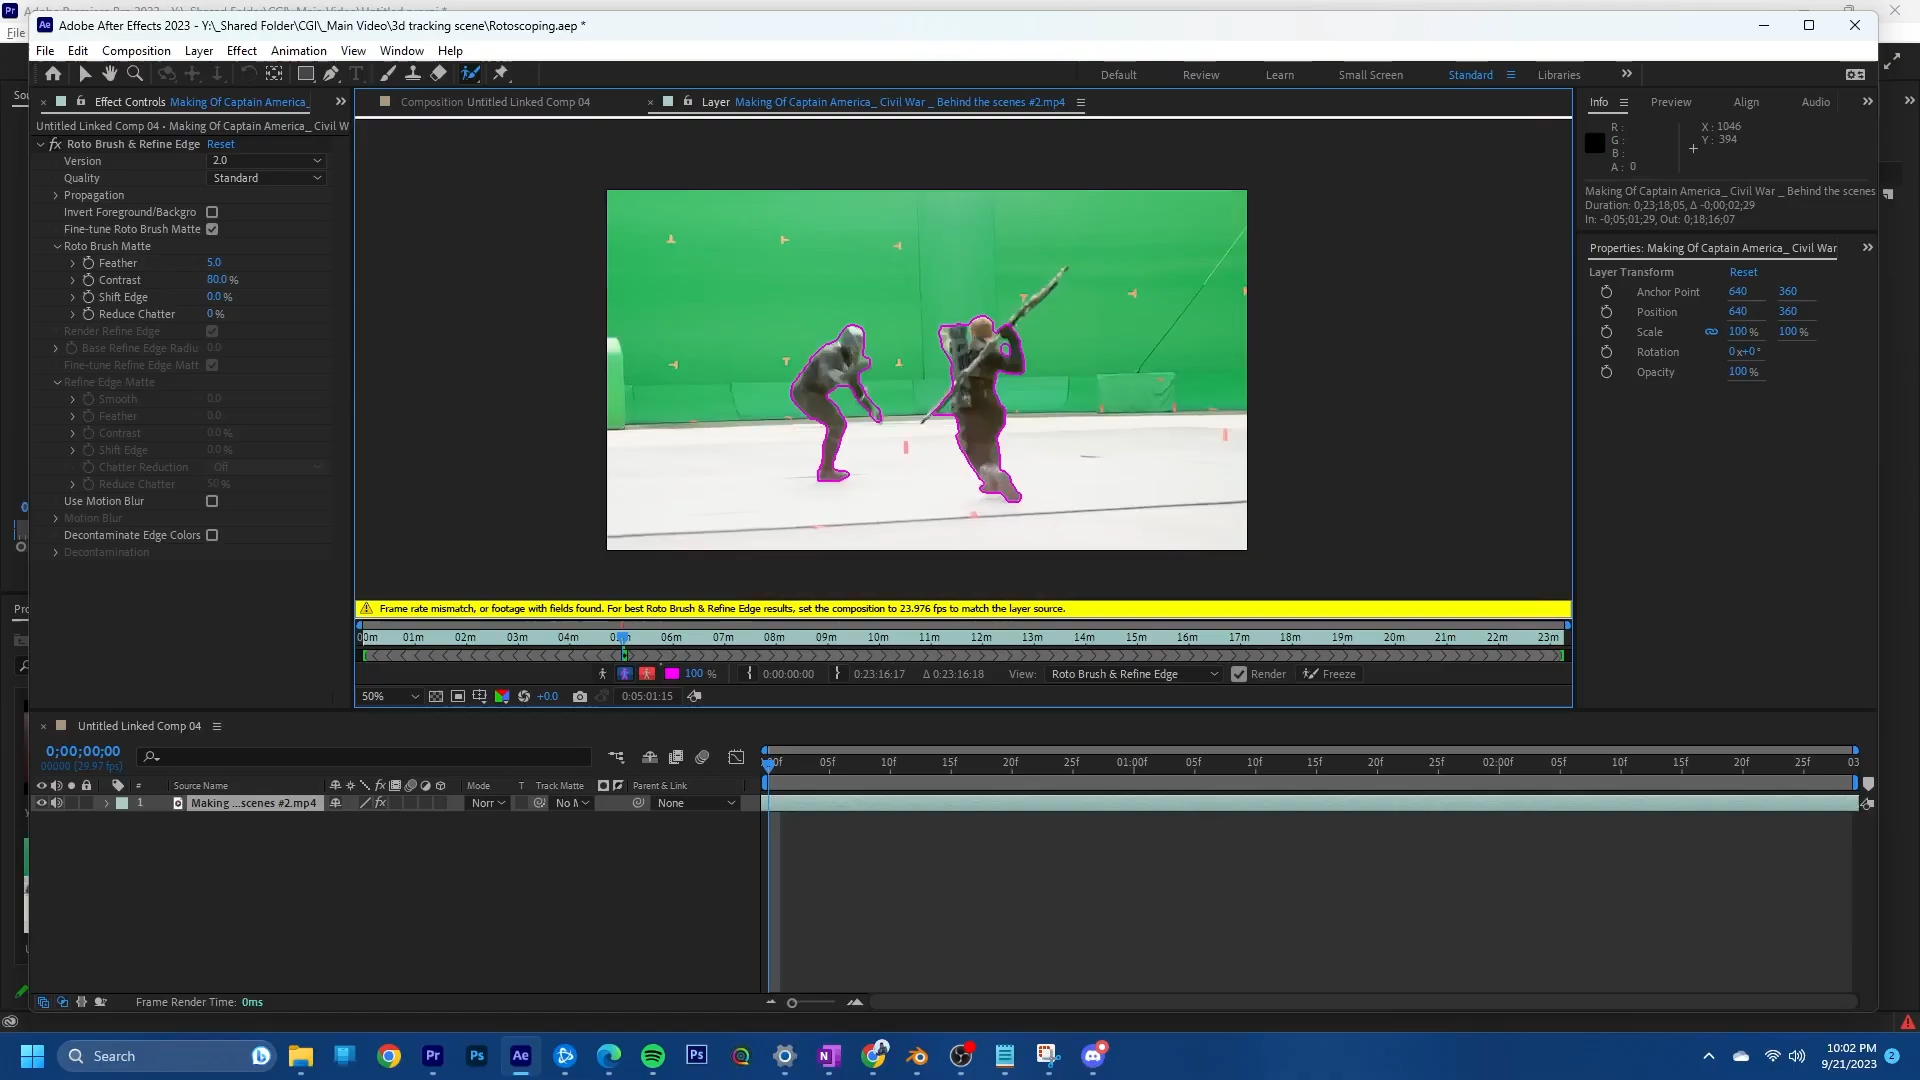 Adobe After Effects 2023 - Y:\_Shared Folder\CGI\_Main Video\3d tracking scene\Rotoscoping.aep *
File Edit Composition Layer Effect Animation View Window Help
Default Review Learn Small Screen Standard Libraries
Effect Controls Making Of Captain America_
Composition Untitled Linked Comp 04
Layer Making Of Captain America_ Civil War _ Behind the scenes #2.mp4
Info Preview Align Audio
Untitled Linked Comp 04 • Making Of Captain America_ Civil W
fx Roto Brush & Refine Edge Reset
Version 2.0
Quality Standard
Propagation
Invert Foreground/Backgro
Fine-tune Roto Brush Matte
Roto Brush Matte
Feather 5.0
Contrast 80.0 %
Shift Edge 0.0 %
Reduce Chatter 0 %
Render Refine Edge
Base Refine Edge Radiu 0.0
Fine-tune Refine Edge Matt
Refine Edge Matte
Smooth 0.0
Feather 0.0
Contrast 0.0 %
Shift Edge 0.0 %
Chatter Reduction Off
Reduce Chatter 50 %
Use Motion Blur
Motion Blur
Decontaminate Edge Colors
Decontamination
R :
G :
B :
A : 0
X : 1046
Y : 394
Making Of Captain America_ Civil War _ Behind the scenes
Duration: 0;23;18;05, Δ -0;00;02;29
In: -0;05;01;29, Out: 0;18;16;07
Properties: Making Of Captain America_ Civil War
Layer Transform Reset
Anchor Point 640 360
Position 640 360
Scale 100 % 100 %
Rotation 0x+0°
Opacity 100 %
Frame rate mismatch, or footage with fields found. For best Roto Brush & Refine Edge results, set the composition to 23.976 fps to match the layer source.
00m 01m 02m 03m 04m 05m 06m 07m 08m 09m 10m 11m 12m 13m 14m 15m 16m 17m 18m 19m 20m 21m 22m 23m
100 % 0:00:00:00 0:23:16:17 Δ 0:23:16:18 View: Roto Brush & Refine Edge Render Freeze
50% +0.0 0:05:01:15
Untitled Linked Comp 04
0;00;00;00
00000 (29.97 fps)
05f 10f 15f 20f 25f 01:00f 05f 10f 15f 20f 25f 02:00f 05f 10f 15f 20f 25f 03
# Source Name fx Mode T Track Matte Parent & Link
1 Making ...scenes #2.mp4 fx Norr No M None
Frame Render Time: 0ms
Search
10:02 PM
9/21/2023
2